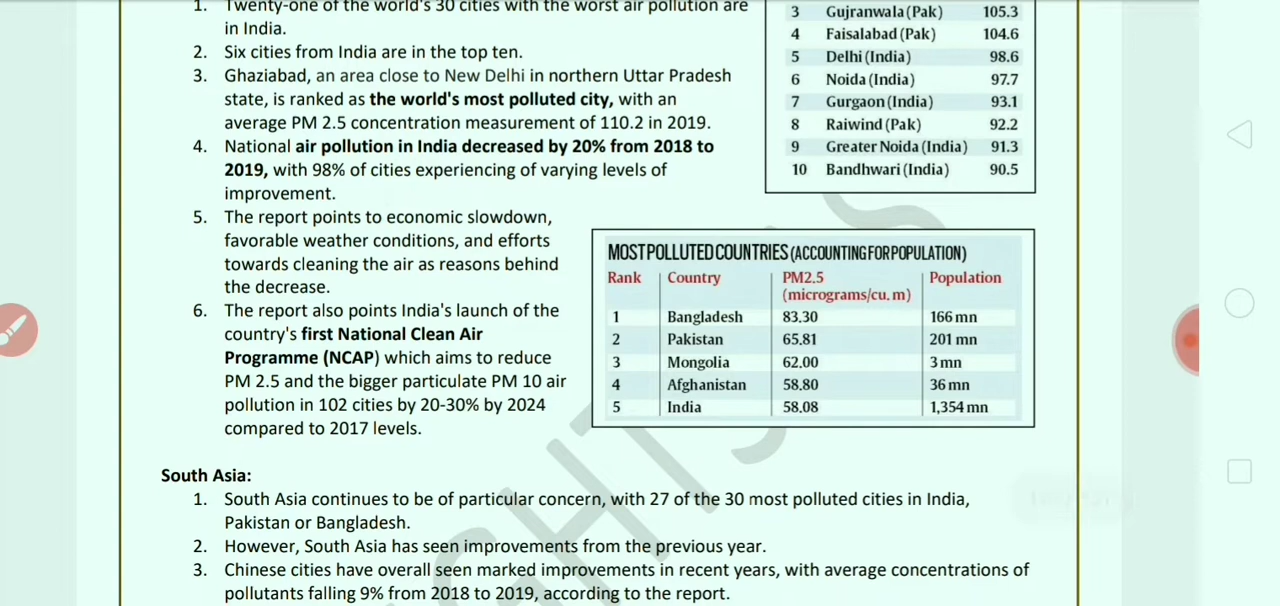 1. Twenty-one of the world's 30 cities with the worst air pollution are
in India.
2. Six cities from India are in the top ten.
3. Ghaziabad, an area close to New Delhi in northern Uttar Pradesh
state, is ranked as the world's most polluted city, with an
average PM 2.5 concentration measurement of 110.2 in 2019.
4. National air pollution in India decreased by 20% from 2018 to
2019, with 98% of cities experiencing of varying levels of
improvement.
5. The report points to economic slowdown,
favorable weather conditions, and efforts
towards cleaning the air as reasons behind
the decrease.
6. The report also points India's launch of the
country's first National Clean Air
Programme (NCAP) which aims to reduce
PM 2.5 and the bigger particulate PM 10 air
pollution in 102 cities by 20-30% by 2024
compared to 2017 levels.
3 Gujranwala (Pak) 105.3
4 Faisalabad (Pak) 104.6
5 Delhi (India) 98.6
6 Noida (India) 97.7
7 Gurgaon (India) 93.1
8 Raiwind (Pak) 92.2
9 Greater Noida (India) 91.3
10 Bandhwari (India) 90.5
MOST POLLUTED COUNTRIES (ACCOUNTING FOR POPULATION)
Rank Country PM2.5 Population
(micrograms/cu. m)
1 Bangladesh 83.30 166 mn
2 Pakistan 65.81 201 mn
3 Mongolia 62.00 3 mn
4 Afghanistan 58.80 36 mn
5 India 58.08 1,354 mn
South Asia:
1. South Asia continues to be of particular concern, with 27 of the 30 most polluted cities in India,
Pakistan or Bangladesh.
2. However, South Asia has seen improvements from the previous year.
3. Chinese cities have overall seen marked improvements in recent years, with average concentrations of
pollutants falling 9% from 2018 to 2019, according to the report.